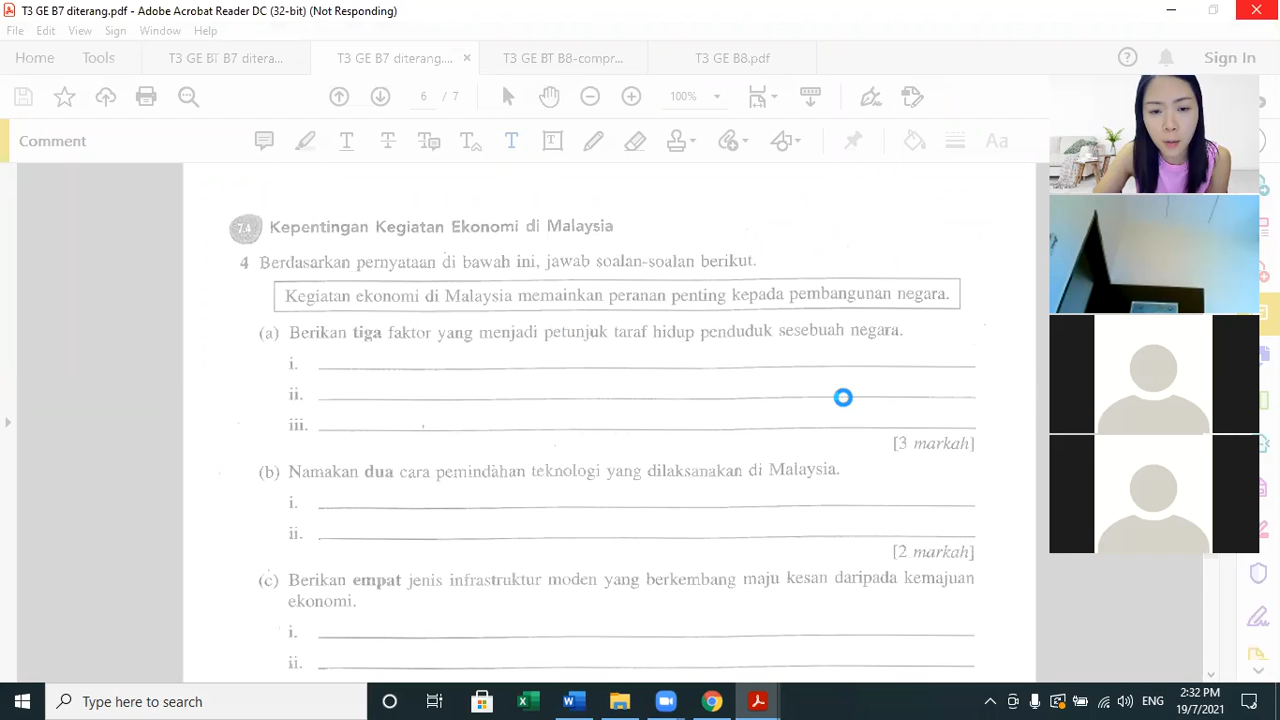 T3 GE B7 diterang.pdf - Adobe Acrobat Reader DC (32-bit) (Not Responding)
File Edit View Sign Window Help
Home Tools T3 GE BT B7 ditera... T3 GE B7 diterang.... T3 GE BT B8-compr... T3 GE B8.pdf Sign In
6 / 7 100%
Comment Aa
7.4 Kepentingan Kegiatan Ekonomi di Malaysia
4 Berdasarkan pernyataan di bawah ini, jawab soalan-soalan berikut.
Kegiatan ekonomi di Malaysia memainkan peranan penting kepada pembangunan negara.
(a) Berikan tiga faktor yang menjadi petunjuk taraf hidup penduduk sesebuah negara.
i.
ii.
iii.
[3 markah]
(b) Namakan dua cara pemindahan teknologi yang dilaksanakan di Malaysia.
i.
ii.
[2 markah]
(c) Berikan empat jenis infrastruktur moden yang berkembang maju kesan daripada kemajuan
ekonomi.
i.
ii.
Type here to search
ENG
2:32 PM
19/7/2021